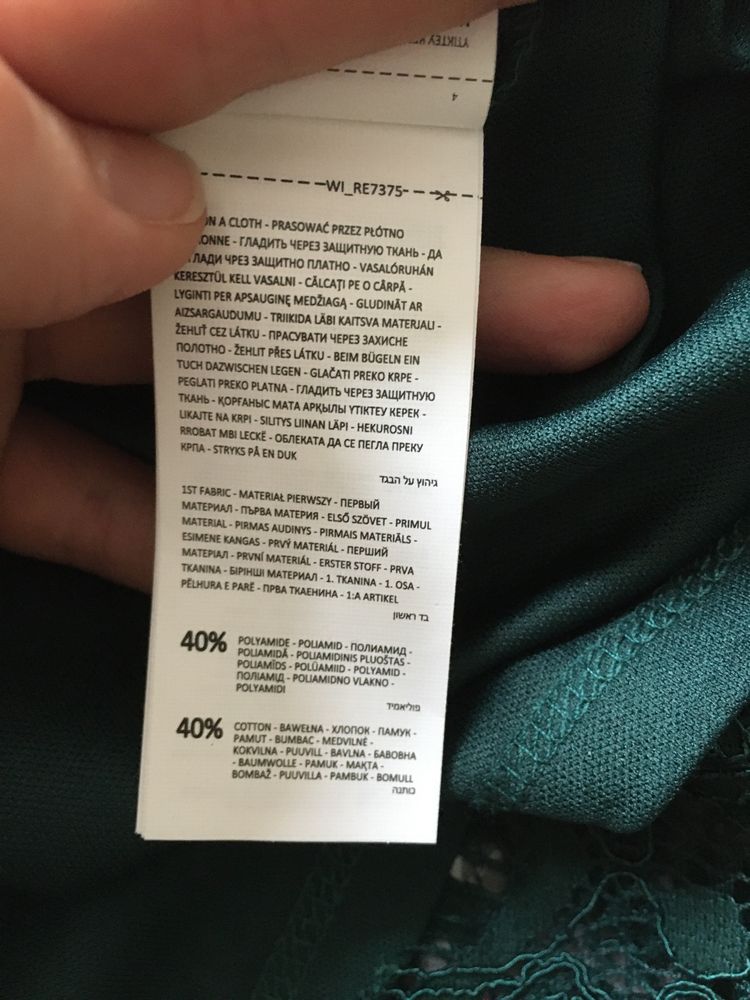 4
WI_RE7375
A CLOTH - PRASOWAĆ PRZEZ PŁÓTNO
- ГЛАДИТЬ ЧЕРЕЗ ЗАЩИТНУЮ ТКАНЬ - ДА
ЧРЕЗ ЗАЩИТНО ПЛАТНО - VASALÓRUHÁN
KERESZTÜL KELL VASALNI - CĂLCAȚI PE O CÂRPĂ -
LYGINTI PER APSAUGINĘ MEDŽIAGĄ - GLUDINĀT AR
AIZSARGAUDUMU - TRIIKIDA LÄBI KAITSVA MATERJALI -
ŽEHLIŤ CEZ LÁTKU - ПРАСУВАТИ ЧЕРЕЗ ЗАХИСНЕ
ПОЛОТНО - ŽEHLIT PŘES LÁTKU - BEIM BÜGELN EIN
TUCH DAZWISCHEN LEGEN - GLAČATI PREKO KRPE -
PEGLATI PREKO PLATNA - ГЛАДИТЬ ЧЕРЕЗ ЗАЩИТНУЮ
ТКАНЬ - ҚОРҒАНЫС МАТА АРҚЫЛЫ ҮТІКТЕУ КЕРЕК -
LIKAJTE NA KRPI - SILITYS LIINAN LÄPI - HEKUROSNI
RROBAT MBI LECKË - ОБЛЕКАТА ДА СЕ ПЕГЛА ПРЕКУ
КРПА - STRYKS PÅ EN DUK
גיהוץ על הבגד
1ST FABRIC - MATERIAŁ PIERWSZY - ПЕРВЫЙ
МАТЕРИАЛ - ПЪРВА МАТЕРИЯ - ELSŐ SZÖVET - PRIMUL
MATERIAL - PIRMAS AUDINYS - PIRMAIS MATERIĀLS -
ESIMENE KANGAS - PRVÝ MATERIÁL - ПЕРШИЙ
МАТЕРІАЛ - PRVNÍ MATERIÁL - ERSTER STOFF - PRVA
TKANINA - БІРІНШІ МАТЕРИАЛ - 1. TKANINA - 1. OSA -
PËLHURA E PARË - ПРВА ТКАЕНИНА - 1:A ARTIKEL
בד ראשון
40% POLYAMIDE - POLIAMID - ПОЛИАМИД -
POLIAMIDĂ - POLIAMIDINIS PLUOŠTAS -
POLIAMĪDS - POLÜAMIID - POLYAMID -
ПОЛІАМІД - POLIAMIDNO VLAKNO -
POLYAMIDI
פוליאמיד
40% COTTON - BAWEŁNA - ХЛОПОК - ПАМУК -
PAMUT - BUMBAC - MEDVILNĖ -
KOKVILNA - PUUVILL - BAVLNA - БАВОВНА
- BAUMWOLLE - PAMUK - МАҚТА -
BOMBAŽ - PUUVILLA - PAMBUK - BOMULL
כותנה